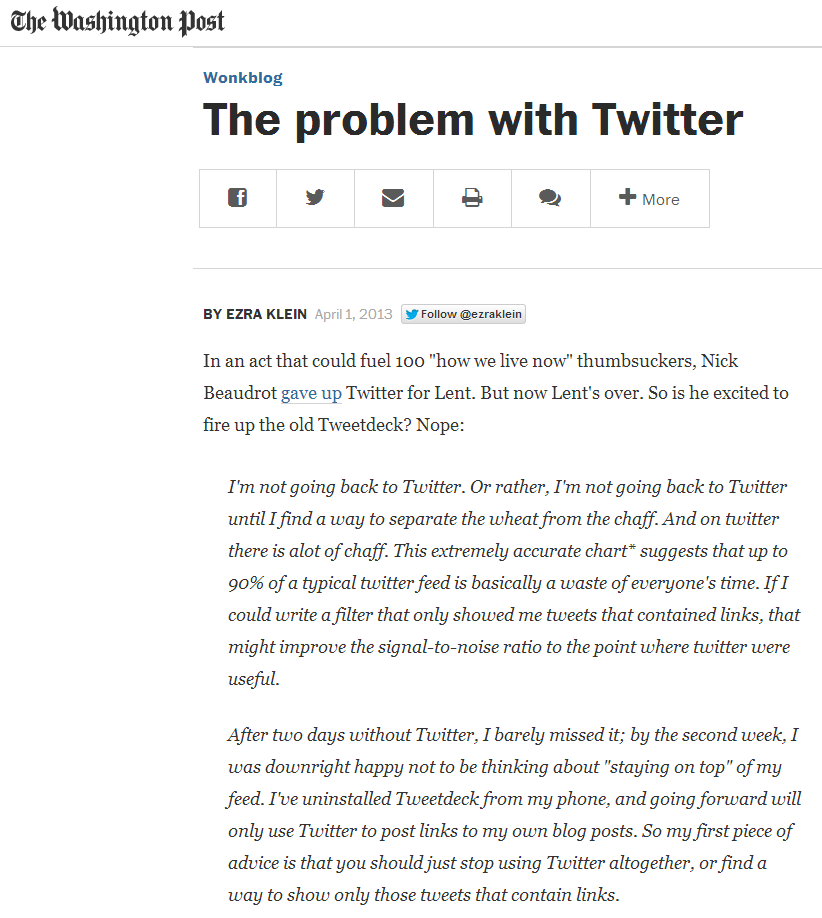 The Washington Post
Wonkblog
The problem with Twitter
More
BY EZRA KLEIN April 1, 2013 Follow @ezraklein
In an act that could fuel 100 "how we live now" thumbsuckers, Nick
Beaudrot gave up Twitter for Lent. But now Lent's over. So is he excited to
fire up the old Tweetdeck? Nope:
I'm not going back to Twitter. Or rather, I'm not going back to Twitter
until I find a way to separate the wheat from the chaff. And on twitter
there is alot of chaff. This extremely accurate chart* suggests that up to
90% of a typical twitter feed is basically a waste of everyone's time. If I
could write a filter that only showed me tweets that contained links, that
might improve the signal-to-noise ratio to the point where twitter were
useful.
After two days without Twitter, I barely missed it; by the second week, I
was downright happy not to be thinking about "staying on top" of my
feed. I've uninstalled Tweetdeck from my phone, and going forward will
only use Twitter to post links to my own blog posts. So my first piece of
advice is that you should just stop using Twitter altogether, or find a
way to show only those tweets that contain links.